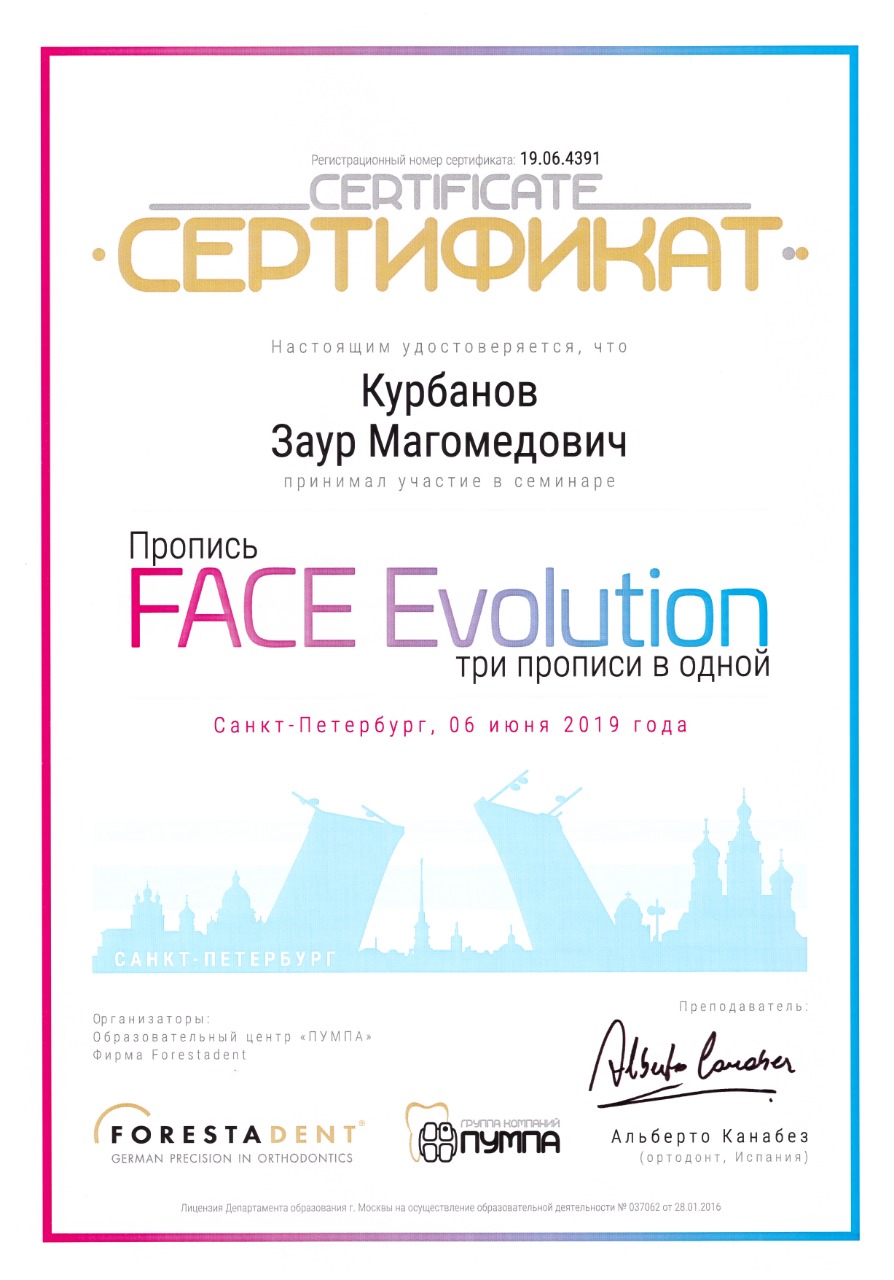 Регистрационный номер сертификата: 19.06.4391
CERTIFICATE
СЕРТИФИКАТ
Настоящим удостоверяется, что
Курбанов
Заур Магомедович
принимал участие в семинаре
Пропись
FACE Evolution
три прописи в одной
Санкт-Петербург, 06 июня 2019 года
САНКТ-ПЕТЕРБУРГ
Организаторы:
Образовательный центр «ПУМПА»
Фирма Forestadent
Преподаватель:
Alberto Canabez
FORESTADENT®
GERMAN PRECISION IN ORTHODONTICS
ГРУППА КОМПАНИЙ
ПУМПА
Альберто Канабез
(ортодонт, Испания)
Лицензия Департамента образования г. Москвы на осуществление образовательной деятельности № 037062 от 28.01.2016